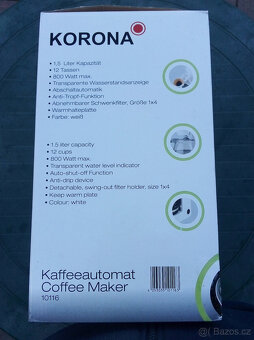 KORONA
• 1,5 Liter Kapazität
• 12 Tassen
• 800 Watt max.
• Transparente Wasserstandsanzeige
• Abschaltautomatik
• Anti-Tropf-Funktion
• Abnehmbarer Schwenkfilter, Größe 1x4
• Warmhalteplatte
• Farbe: weiß
• 1.5 liter capacity
• 12 cups
• 800 Watt max.
• Transparent water level indicator
• Auto-shut-off Function
• Anti-drip device
• Detachable, swing-out filter holder, size 1x4
• Keep warm plate
• Colour: white
Kaffeeautomat
Coffee Maker
10116
Bazoš.cz